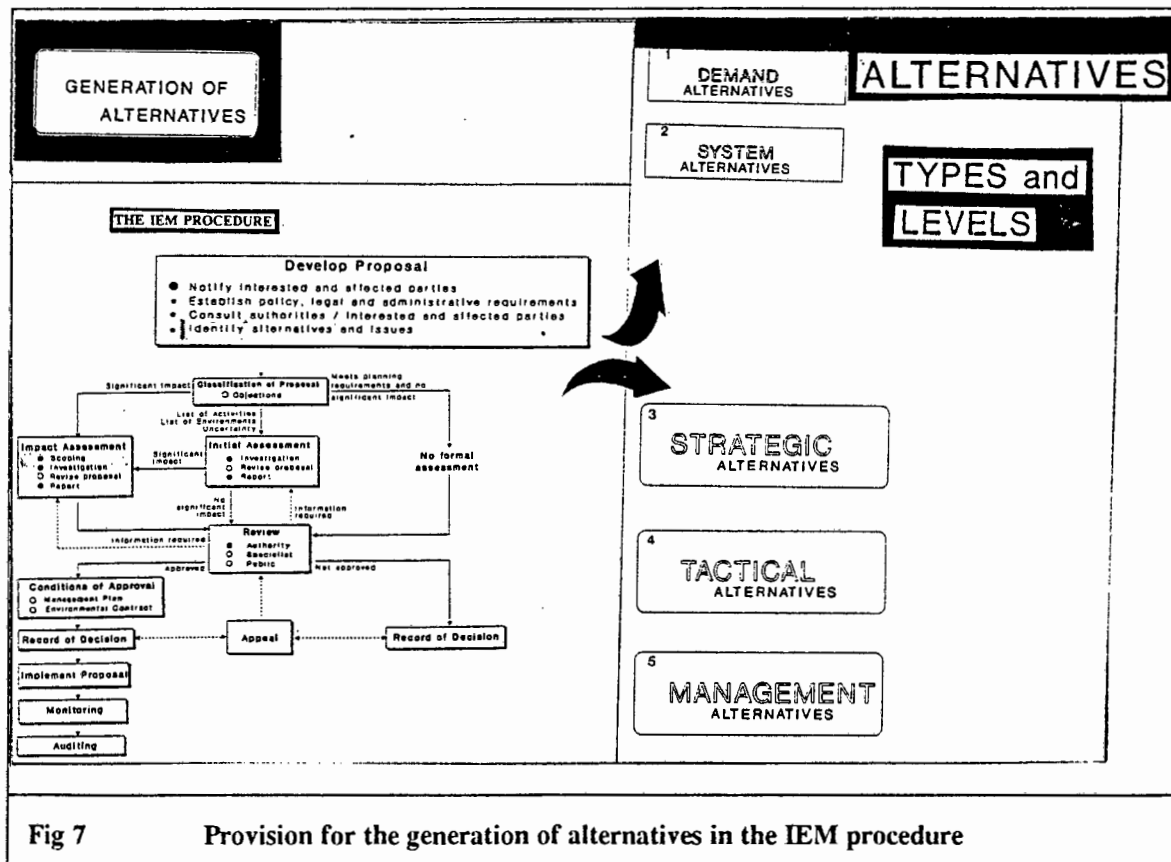 GENERATION OF
ALTERNATIVES
THE IEM PROCEDURE
Develop Proposal
● Notify interested and affected parties
• Establish policy, legal and administrative requirements
• Consult authorities / interested and affected parties
• Identify alternatives and issues
Significant Impact
Classification of Proposal
○ Objections
Meets planning
requirements and no
significant impact
List of Activities
List of Environments
Uncertainty
Impact Assessment
● Scoping
● Investigation
○ Revise proposal
● Report
Significant
Impact
Initial Assessment
● Investigation
○ Revise proposal
● Report
No formal
assessment
No
significant
impact
Information
required
Information required
Review
● Authority
○ Specialist
○ Public
Approved
Not approved
Conditions of Approval
○ Management Plan
○ Environmental Contract
Record of Decision
Appeal
Record of Decision
Implement Proposal
Monitoring
Auditing
1
DEMAND
ALTERNATIVES
2
SYSTEM
ALTERNATIVES
ALTERNATIVES
TYPES and
LEVELS
3
STRATEGIC
ALTERNATIVES
4
TACTICAL
ALTERNATIVES
5
MANAGEMENT
ALTERNATIVES
Fig 7 Provision for the generation of alternatives in the IEM procedure